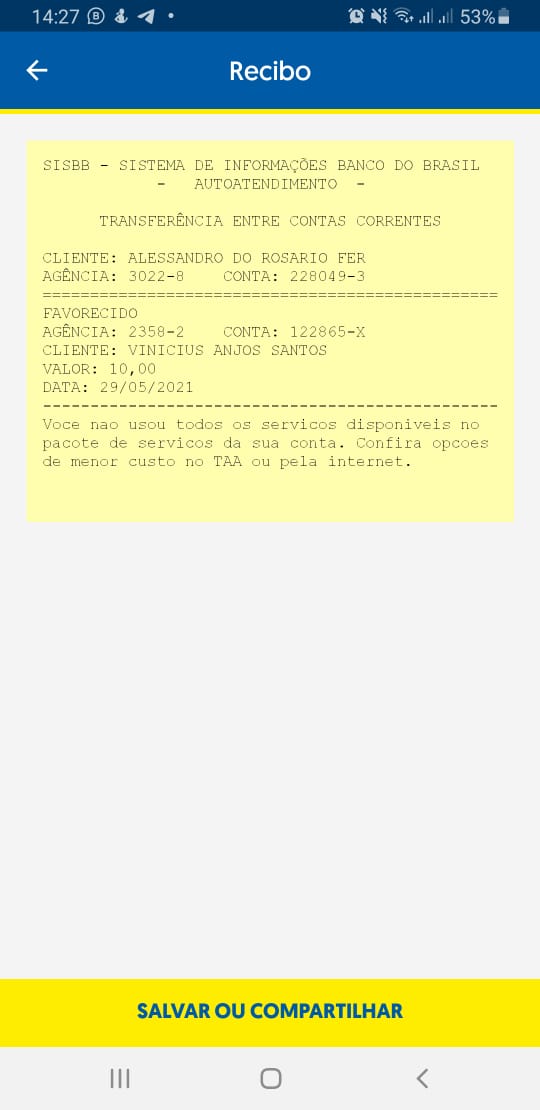 14:27
53%
Recibo
SISBB - SISTEMA DE INFORMAÇÕES BANCO DO BRASIL
- AUTOATENDIMENTO -
TRANSFERÊNCIA ENTRE CONTAS CORRENTES
CLIENTE: ALESSANDRO DO ROSARIO FER
AGÊNCIA: 3022-8 CONTA: 228049-3
================================================
FAVORECIDO
AGÊNCIA: 2358-2 CONTA: 122865-X
CLIENTE: VINICIUS ANJOS SANTOS
VALOR: 10,00
DATA: 29/05/2021
------------------------------------------------
Voce nao usou todos os servicos disponiveis no
pacote de servicos da sua conta. Confira opcoes
de menor custo no TAA ou pela internet.
SALVAR OU COMPARTILHAR